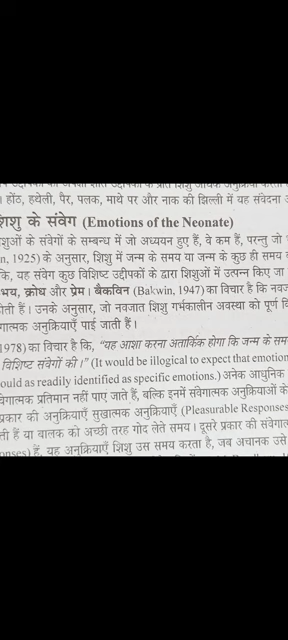 । होंठ, हथेली, पैर, पलक, माथे पर और नाक की झिल्ली में यह संवेदना अ
शिशु के संवेग (Emotions of the Neonate)
शुओं के संवेगों के सम्बन्ध में जो अध्ययन हुए हैं, वे कम हैं, परन्तु जो
n, 1925) के अनुसार, शिशु में जन्म के समय या जन्म के कुछ ही समय
कि, यह संवेग कुछ विशिष्ट उद्दीपकों के द्वारा शिशुओं में उत्पन्न किए जा
भय, क्रोध और प्रेम। बैकविन (Bakwin, 1947) का विचार है कि नवज
होती हैं। उनके अनुसार, जो नवजात शिशु गर्भकालीन अवस्था को पूर्ण वि
गात्मक अनुक्रियाएँ पाई जाती हैं।
1978) का विचार है कि, "यह आशा करना अतार्किक होगा कि जन्म के सम
विशिष्ट संवेगों की।" (It would be illogical to expect that emotion
ould as readily identified as specific emotions.) अनेक आधुनिक
वेगात्मक प्रतिमान नहीं पाए जाते हैं, बल्कि इनमें संवेगात्मक अनुक्रियाओं के
प्रकार की अनुक्रियाएँ सुखात्मक अनुक्रियाएँ (Pleasurable Responses
ती हैं या बालक को अच्छी तरह गोद लेते समय। दूसरे प्रकार की संवेगात्म
onses) हैं, यह अनुक्रियाएँ शिशु उस समय करता है, जब अचानक उसे